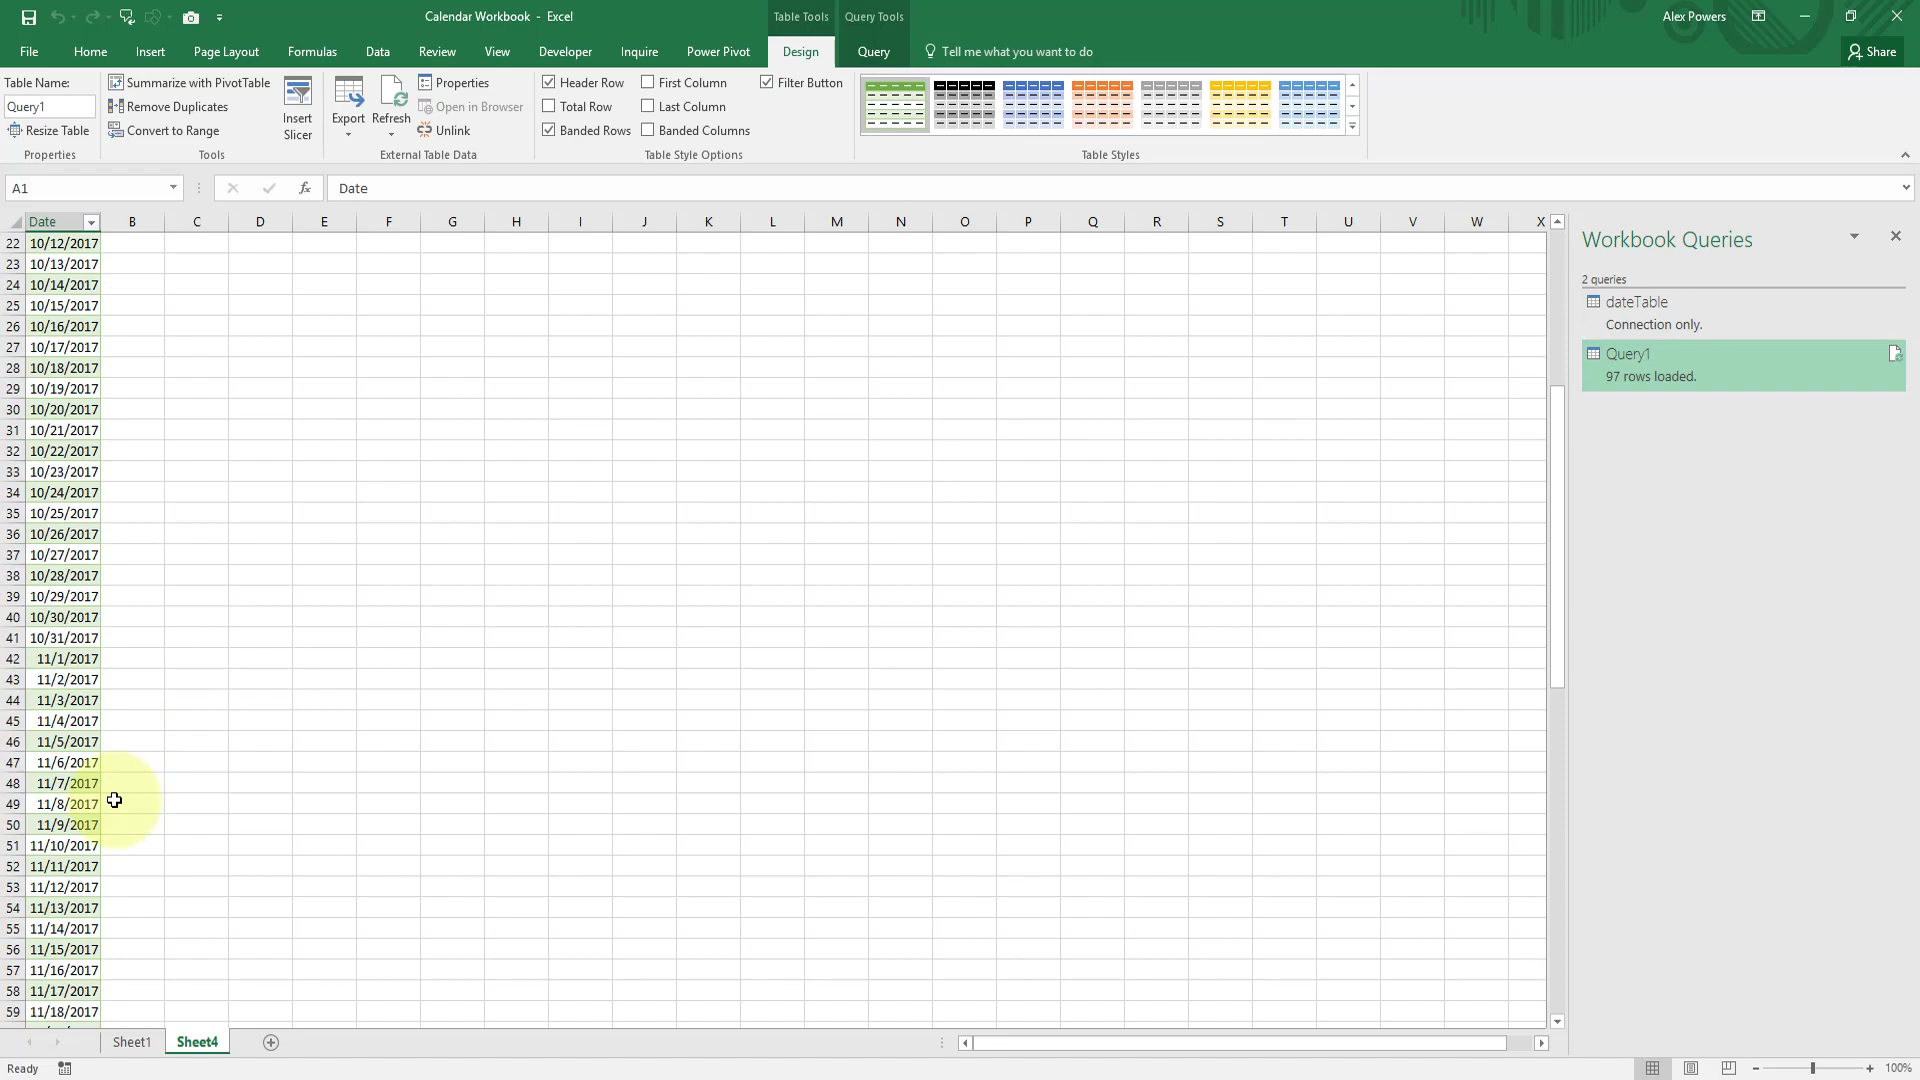 Calendar Workbook - Excel
Table Tools
Query Tools
Alex Powers
File
Home
Insert
Page Layout
Formulas
Data
Review
View
Developer
Inquire
Power Pivot
Design
Query
Tell me what you want to do
Share
Table Name:
Query1
Resize Table
Properties
Summarize with PivotTable
Remove Duplicates
Convert to Range
Tools
Insert
Slicer
Export
Refresh
Properties
Open in Browser
Unlink
External Table Data
Header Row
Total Row
Banded Rows
First Column
Last Column
Banded Columns
Filter Button
Table Style Options
Table Styles
A1
fx
Date
Date B C D E F G H I J K L M N O P Q R S T U V W X
22 10/12/2017
23 10/13/2017
24 10/14/2017
25 10/15/2017
26 10/16/2017
27 10/17/2017
28 10/18/2017
29 10/19/2017
30 10/20/2017
31 10/21/2017
32 10/22/2017
33 10/23/2017
34 10/24/2017
35 10/25/2017
36 10/26/2017
37 10/27/2017
38 10/28/2017
39 10/29/2017
40 10/30/2017
41 10/31/2017
42 11/1/2017
43 11/2/2017
44 11/3/2017
45 11/4/2017
46 11/5/2017
47 11/6/2017
48 11/7/2017
49 11/8/2017
50 11/9/2017
51 11/10/2017
52 11/11/2017
53 11/12/2017
54 11/13/2017
55 11/14/2017
56 11/15/2017
57 11/16/2017
58 11/17/2017
59 11/18/2017
Workbook Queries
2 queries
dateTable
Connection only.
Query1
97 rows loaded.
Sheet1
Sheet4
Ready
100%